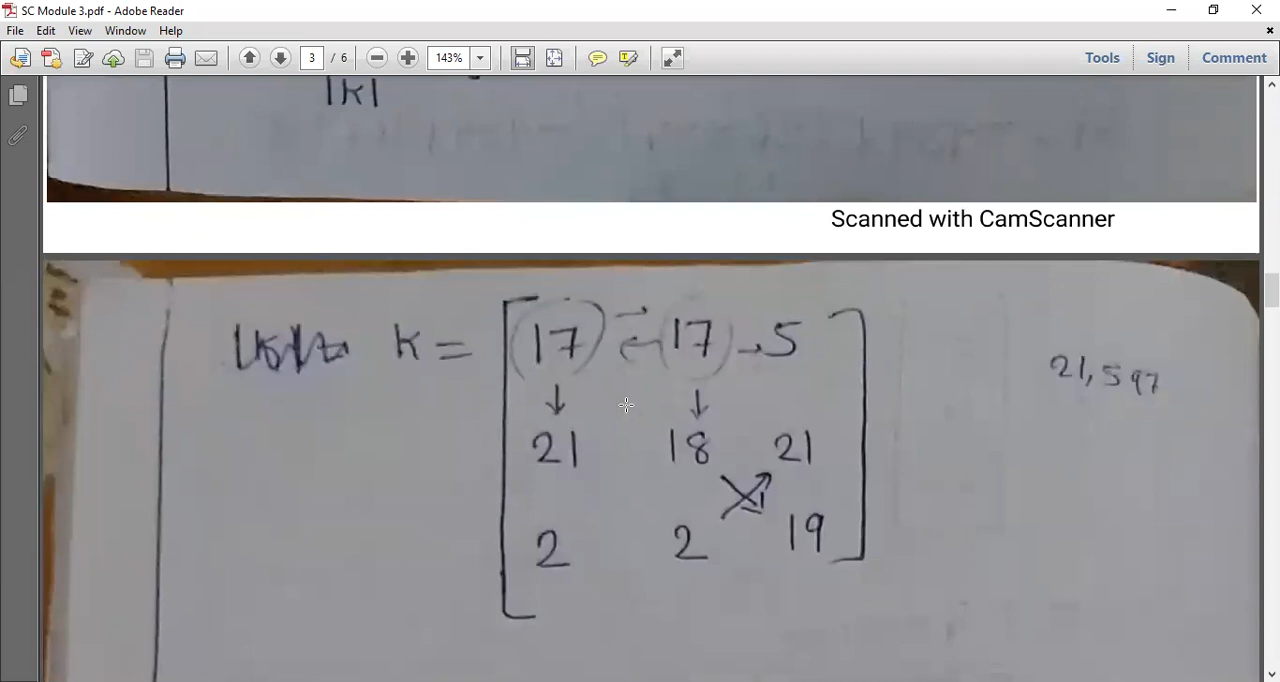 SC Module 3.pdf - Adobe Reader
File Edit View Window Help
3 / 6 143% Tools Sign Comment
|k|
Scanned with CamScanner
k = 17 17 5
21,597
21 18 21
2 2 19